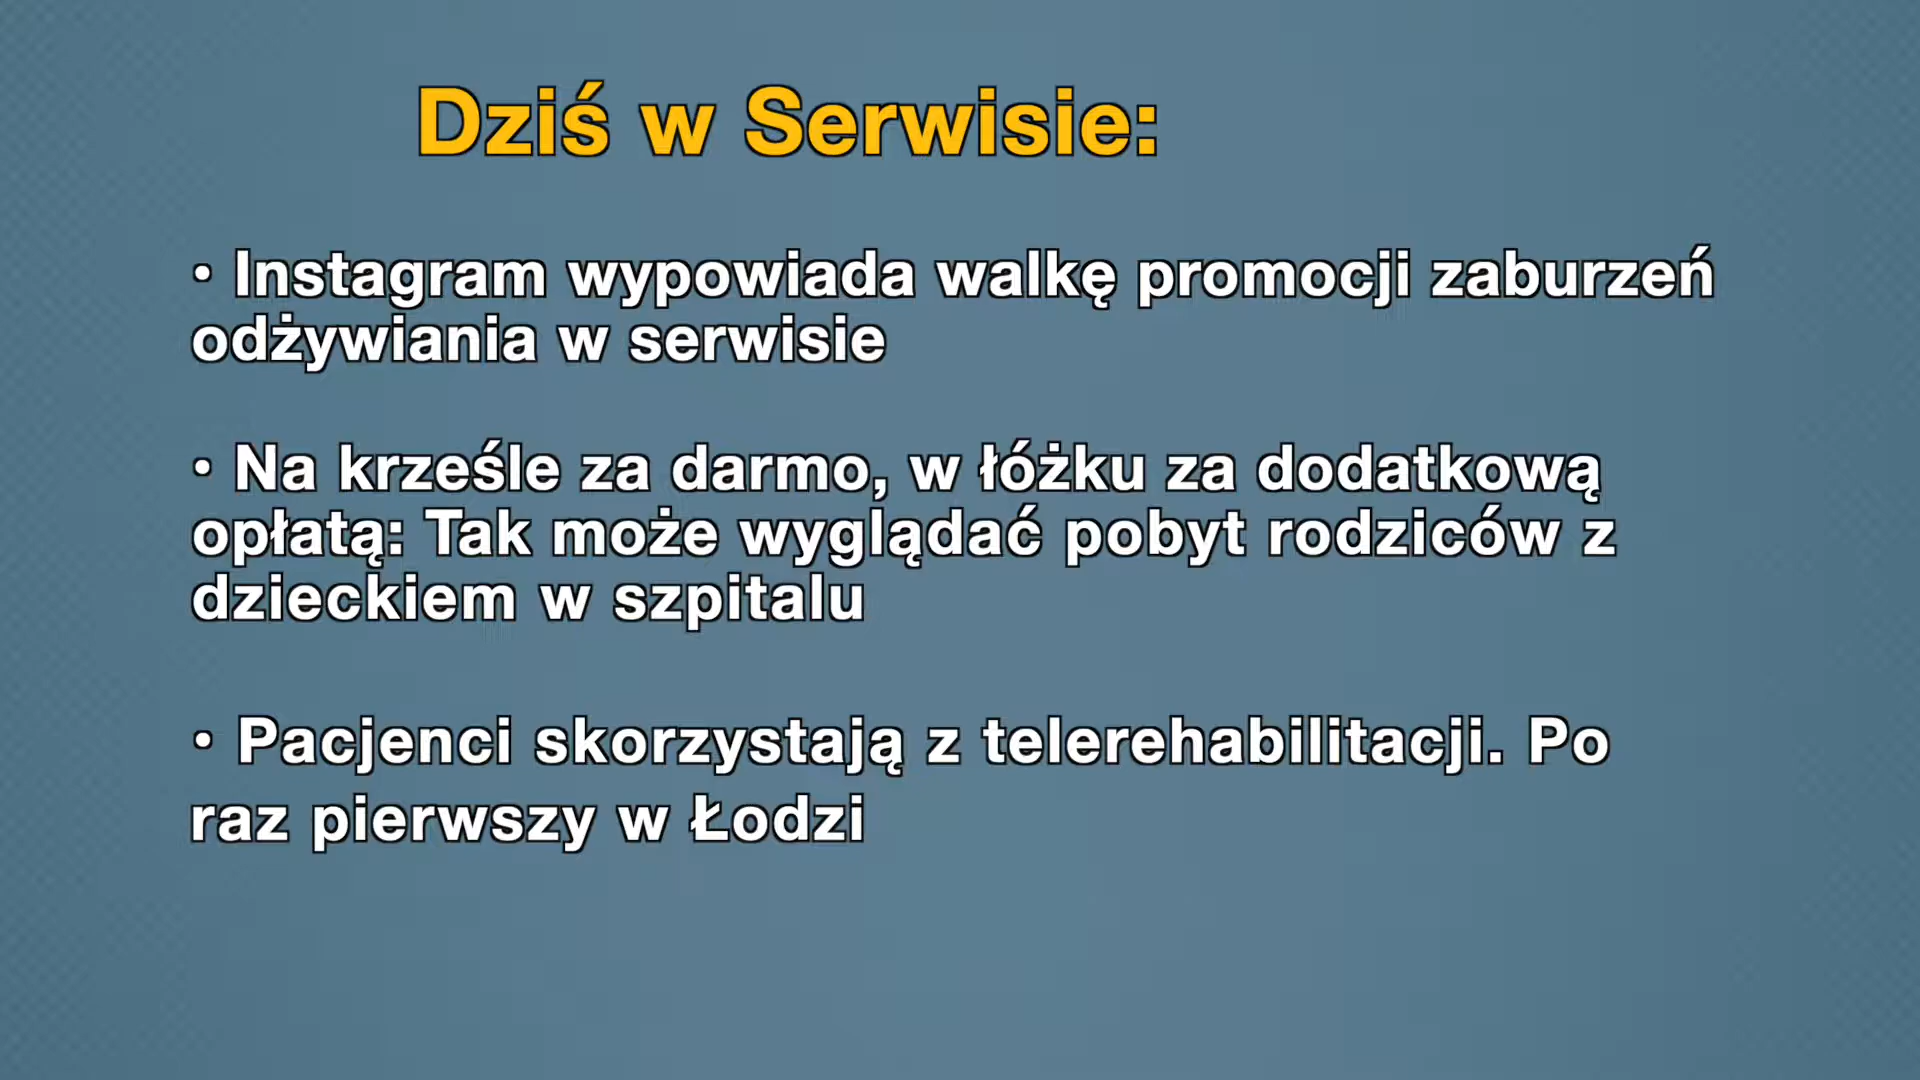 Dziś w Serwisie:
• Instagram wypowiada walkę promocji zaburzeń
odżywiania w serwisie
• Na krześle za darmo, w łóżku za dodatkową
opłatą: Tak może wyglądać pobyt rodziców z
dzieckiem w szpitalu
• Pacjenci skorzystają z telerehabilitacji. Po
raz pierwszy w Łodzi